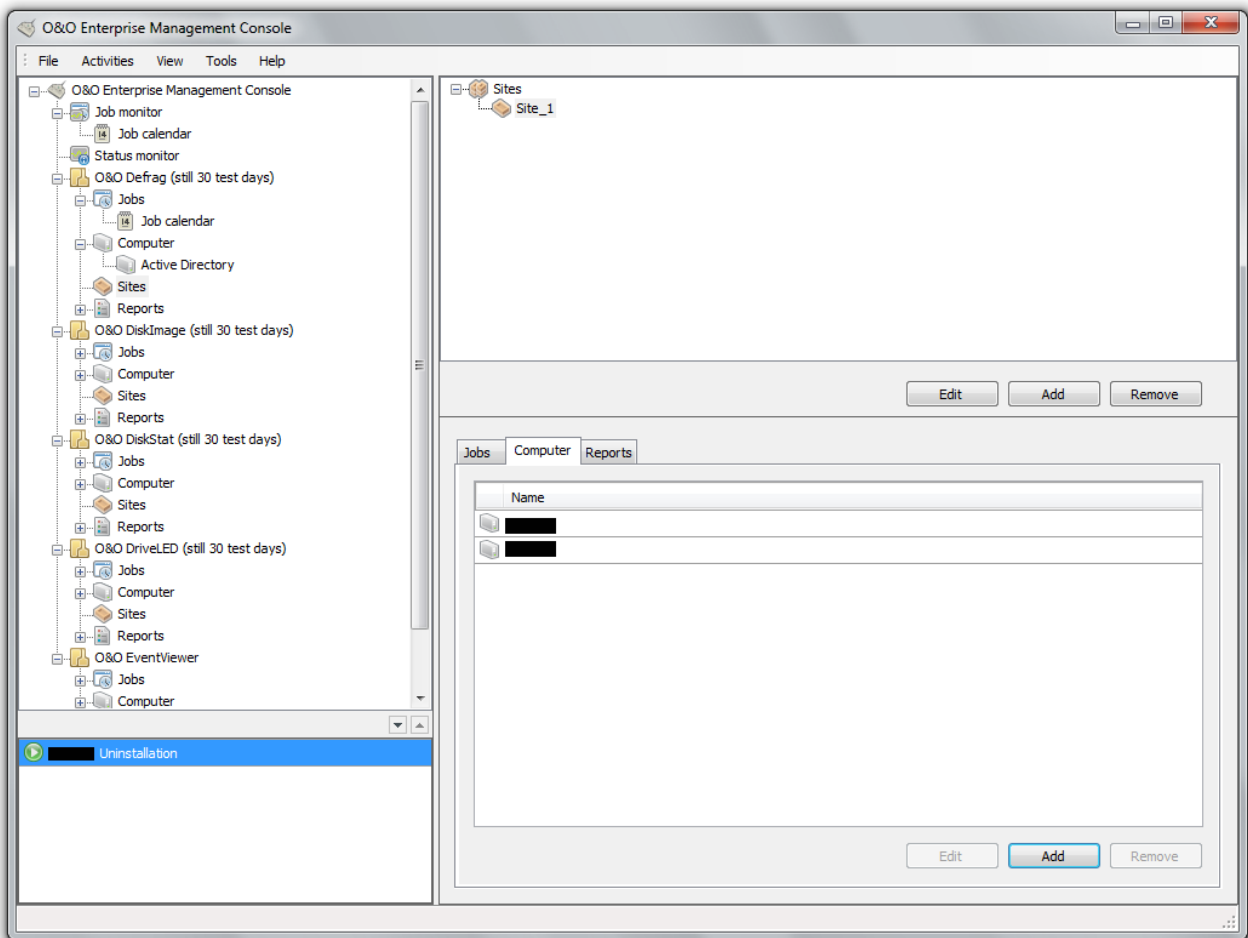 O&O Enterprise Management Console
File Activities View Tools Help
O&O Enterprise Management Console
Job monitor
14 Job calendar
Status monitor
O&O Defrag (still 30 test days)
Jobs
14 Job calendar
Computer
Active Directory
Sites
Reports
O&O DiskImage (still 30 test days)
Jobs
Computer
Sites
Reports
O&O DiskStat (still 30 test days)
Jobs
Computer
Sites
Reports
O&O DriveLED (still 30 test days)
Jobs
Computer
Sites
Reports
O&O EventViewer
Jobs
Computer
Uninstallation
Sites
Site_1
Edit Add Remove
Jobs Computer Reports
Name
Edit Add Remove